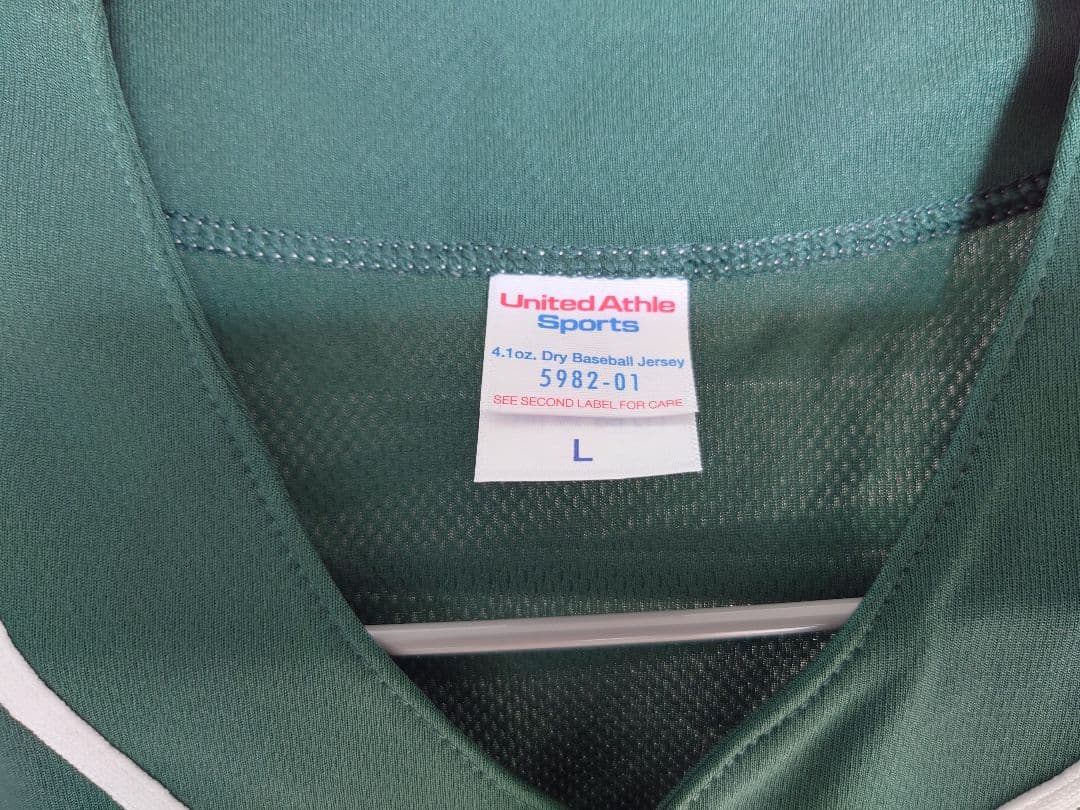 United Athle
Sports
4.1oz. Dry Baseball Jersey
5982-01
SEE SECOND LABEL FOR CARE
L